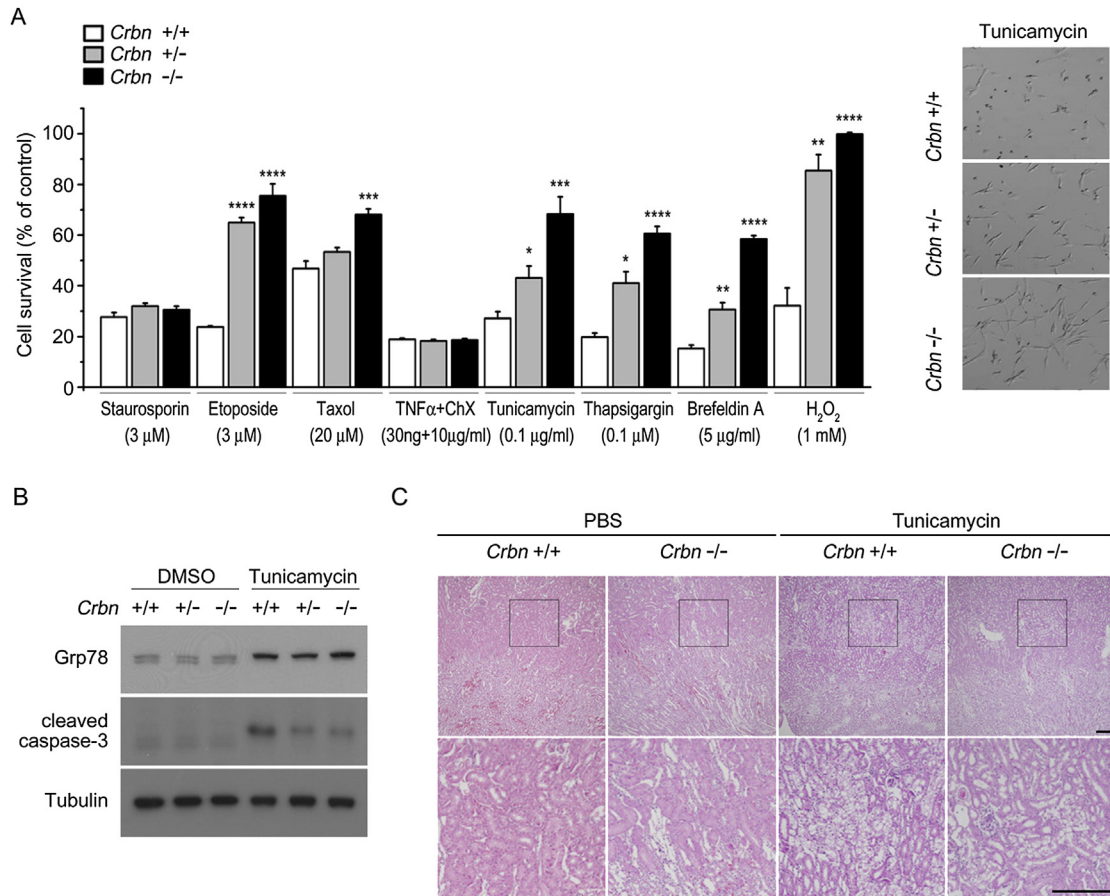 A
Crbn +/+
Crbn +/−
Crbn −/−
Cell survival (% of control)
100
80
60
40
20
0
**** ****
***
* ***
* ****
** ****
** ****
Staurosporin Etoposide Taxol TNFα+ChX Tunicamycin Thapsigargin Brefeldin A H₂O₂
(3 μM) (3 μM) (20 μM) (30ng+10μg/ml) (0.1 μg/ml) (0.1 μM) (5 μg/ml) (1 mM)
Tunicamycin
Crbn +/+
Crbn +/−
Crbn −/−
B
DMSO Tunicamycin
Crbn +/+ +/− −/− +/+ +/− −/−
Grp78
cleaved
caspase-3
Tubulin
C
PBS Tunicamycin
Crbn +/+ Crbn −/− Crbn +/+ Crbn −/−